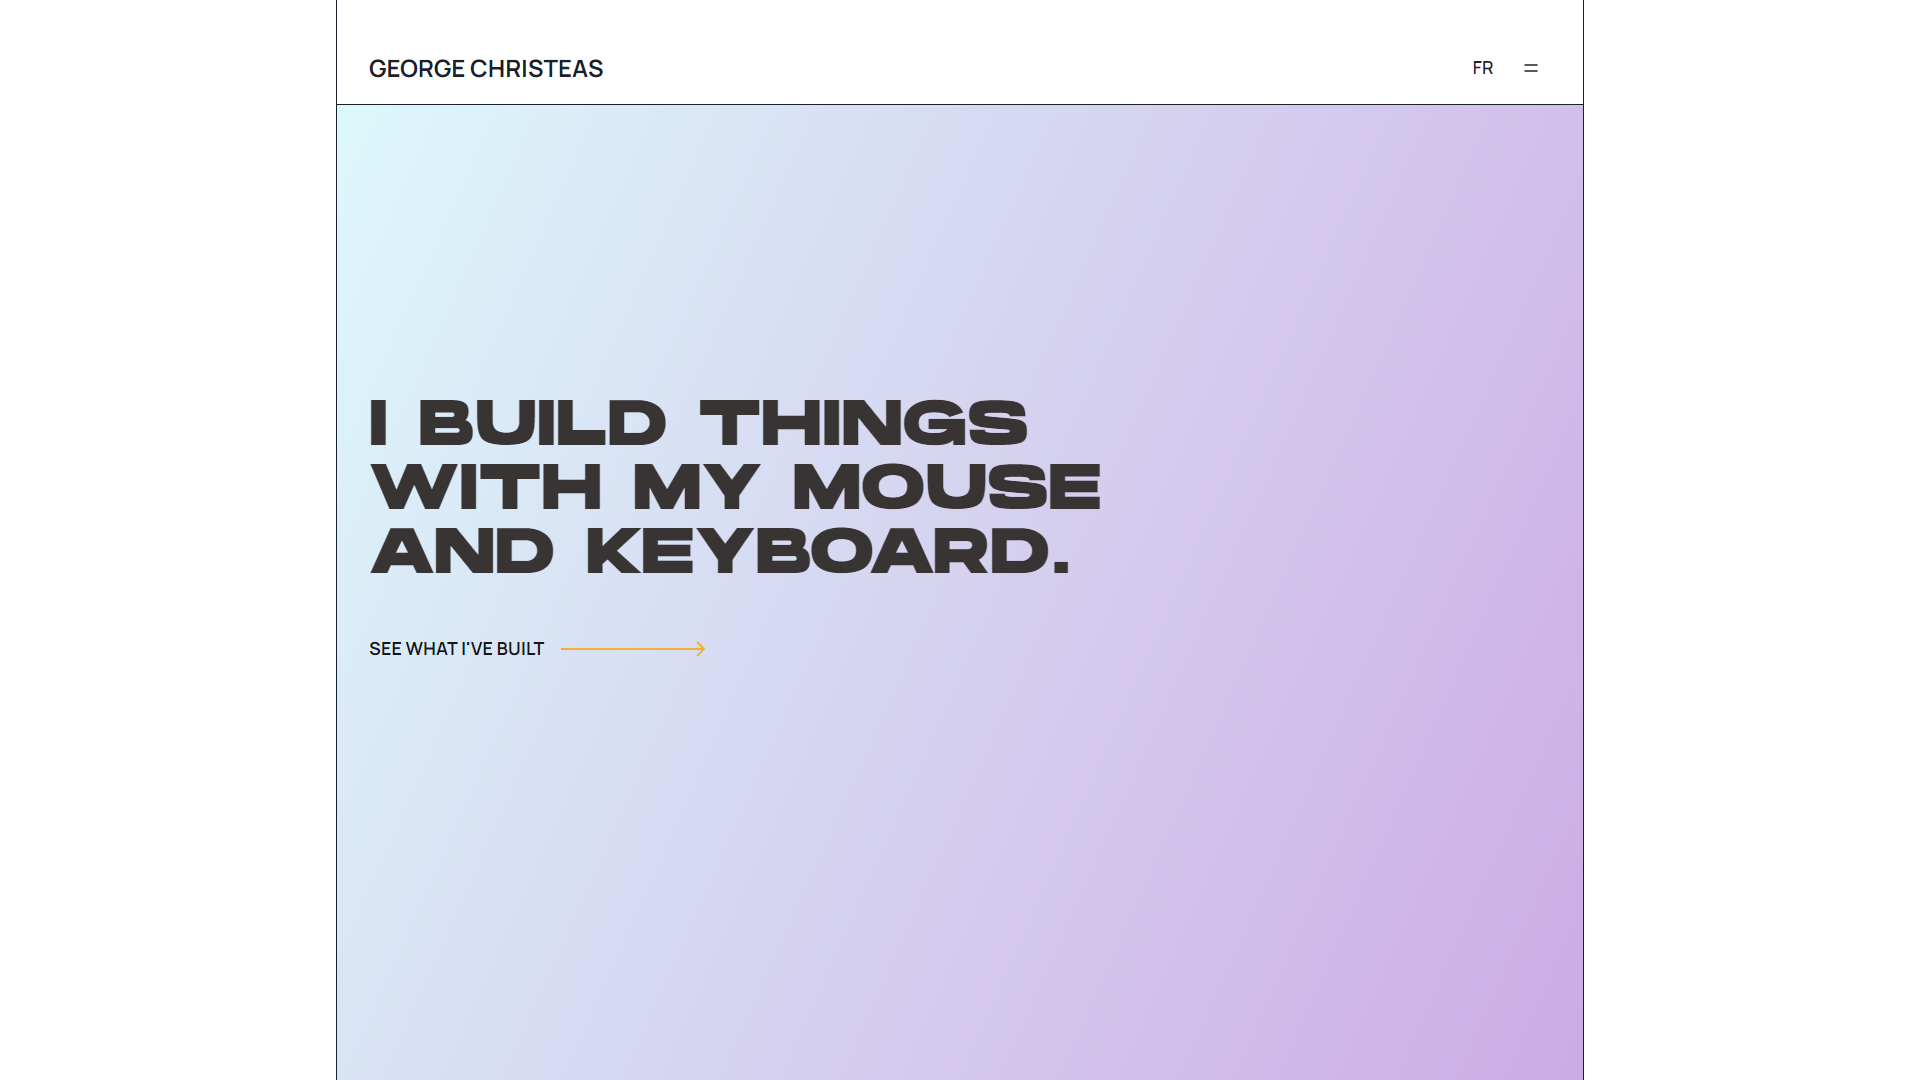 GEORGE CHRISTEAS
FR
I BUILD THINGS
WITH MY MOUSE
AND KEYBOARD.
SEE WHAT I'VE BUILT